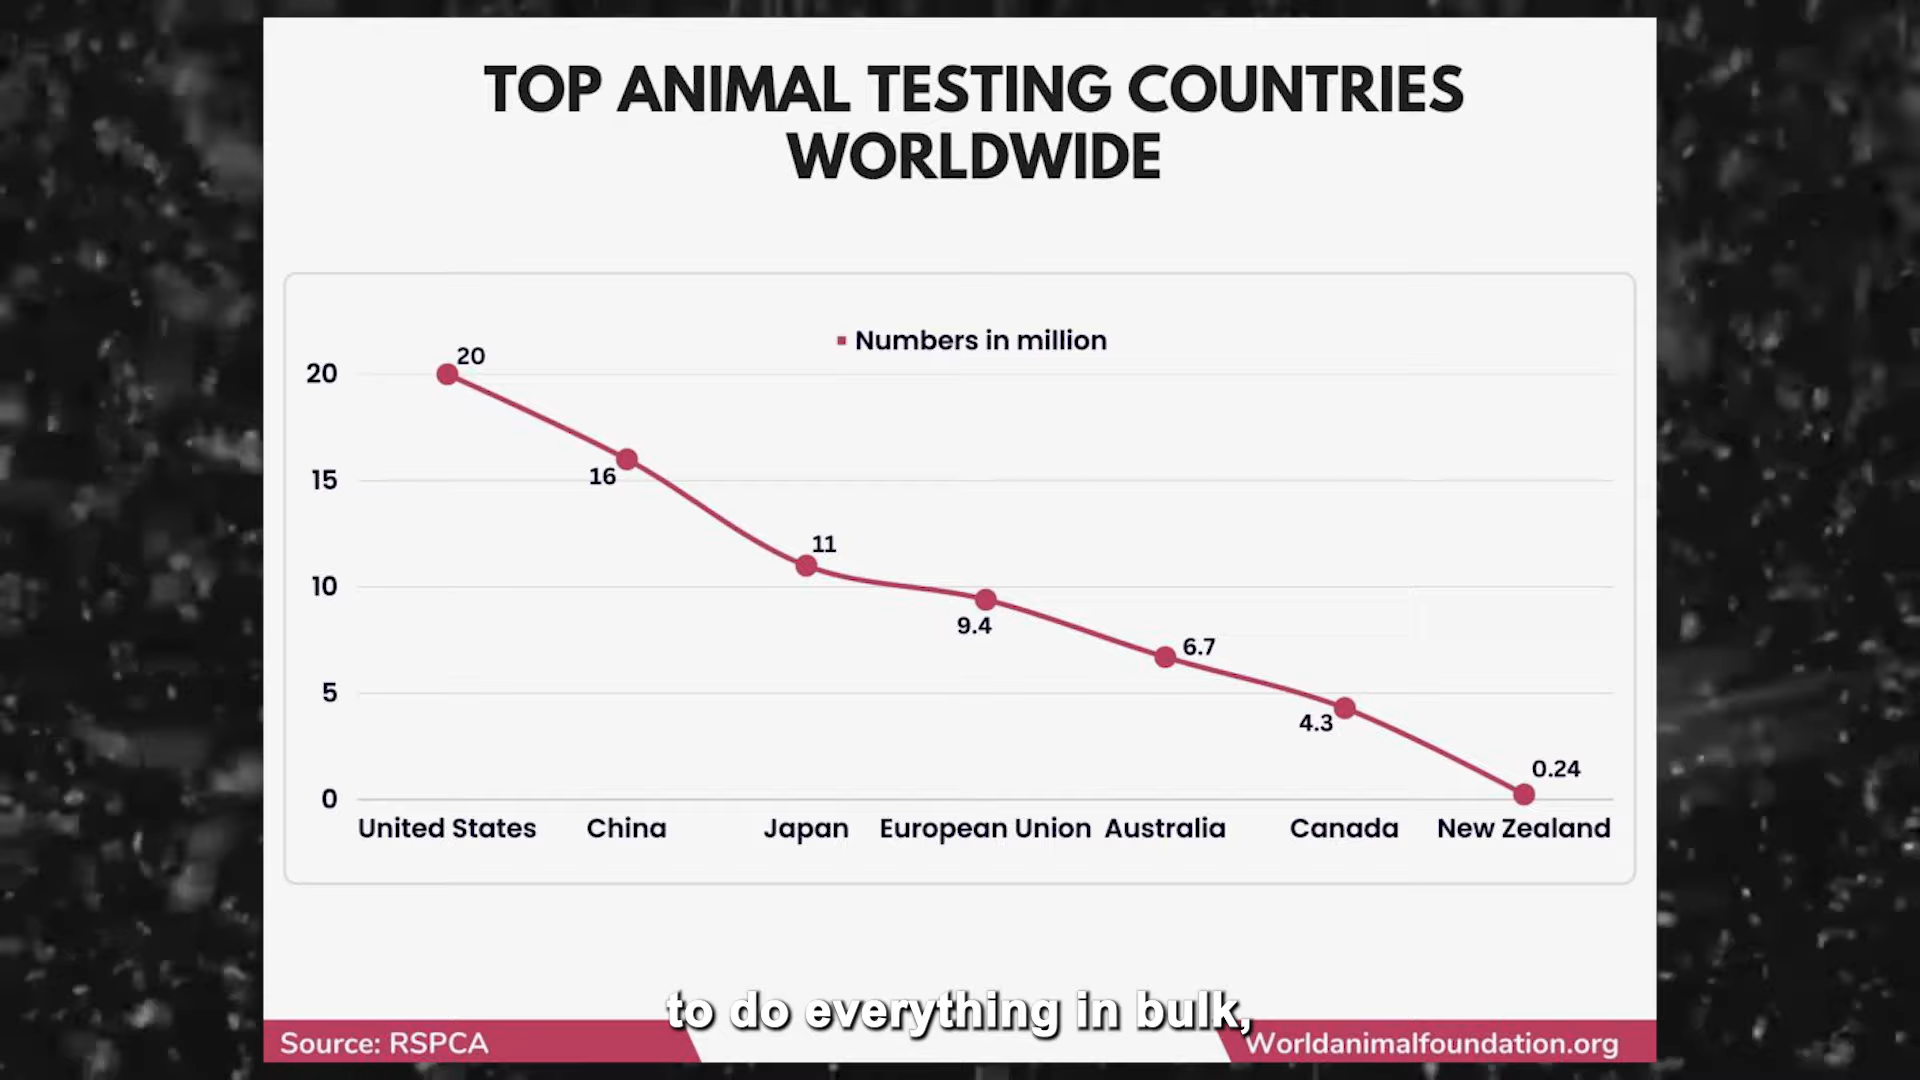 TOP ANIMAL TESTING COUNTRIES
WORLDWIDE
Numbers in million
20
15
10
5
0
20
16
11
9.4
6.7
4.3
0.24
United States
China
Japan
European Union
Australia
Canada
New Zealand
to do everything in bulk,
Source: RSPCA
Worldanimalfoundation.org